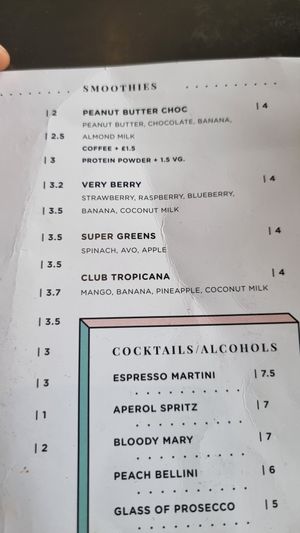 SMOOTHIES
| 2 PEANUT BUTTER CHOC | 4
PEANUT BUTTER, CHOCOLATE, BANANA,
| 2.5 ALMOND MILK
COFFEE + £1.5
| 3 PROTEIN POWDER + 1.5 VG.
| 3.2 VERY BERRY | 4
STRAWBERRY, RASPBERRY, BLUEBERRY,
| 3.5 BANANA, COCONUT MILK
| 3.5 SUPER GREENS | 4
SPINACH, AVO, APPLE
| 3.5
CLUB TROPICANA | 4
| 3.7 MANGO, BANANA, PINEAPPLE, COCONUT MILK
| 3.5
| 3 COCKTAILS/ALCOHOLS
| 3 ESPRESSO MARTINI | 7.5
| 1 APEROL SPRITZ | 7
| 2 BLOODY MARY | 7
PEACH BELLINI | 6
GLASS OF PROSECCO | 5